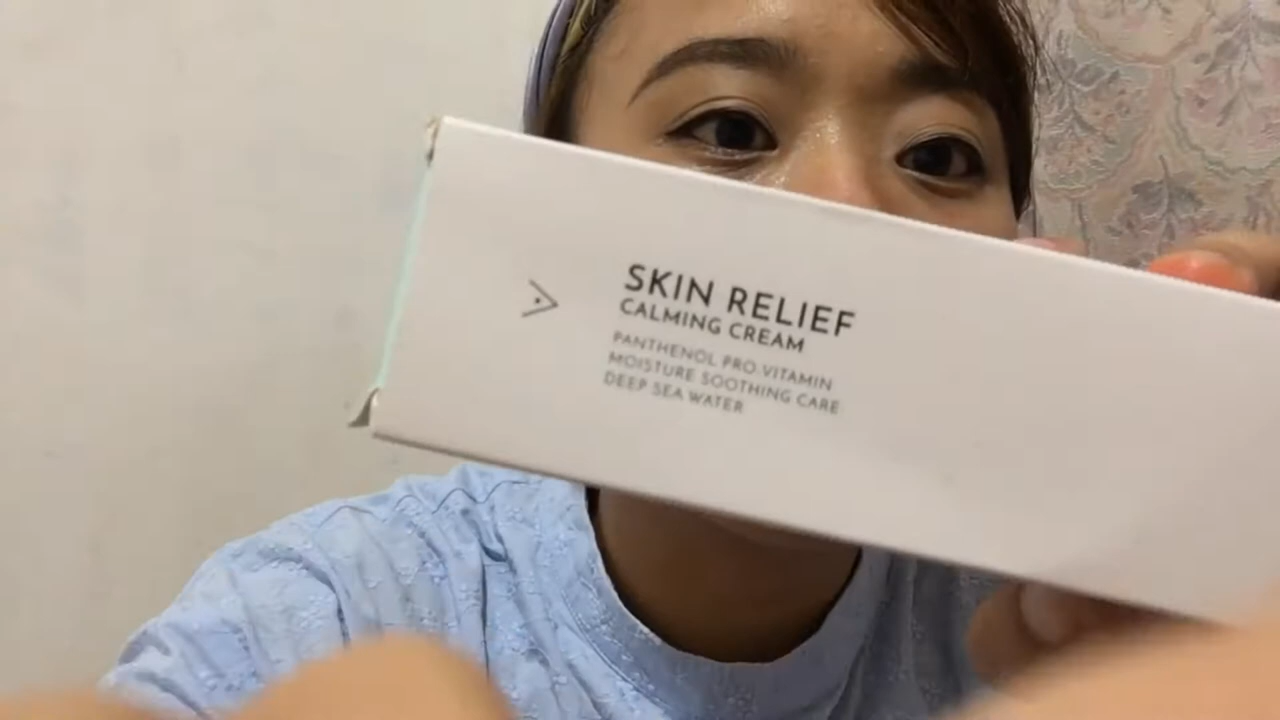 SKIN RELIEF
CALMING CREAM
PANTHENOL PRO.VITAMIN
MOISTURE SOOTHING CARE
DEEP SEA WATER